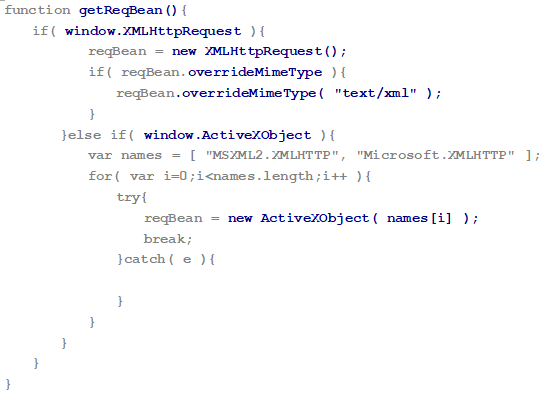 function getReqBean(){
   if( window.XMLHttpRequest ){
         reqBean = new XMLHttpRequest();
         if( reqBean.overrideMimeType ){
            reqBean.overrideMimeType( "text/xml" );
         }
      }else if( window.ActiveXObject ){
         var names = [ "MSXML2.XMLHTTP", "Microsoft.XMLHTTP" ];
         for( var i=0;i<names.length;i++ ){
            try{
               reqBean = new ActiveXObject( names[i] );
               break;
            }catch( e ){
            }
         }
      }
   }
}